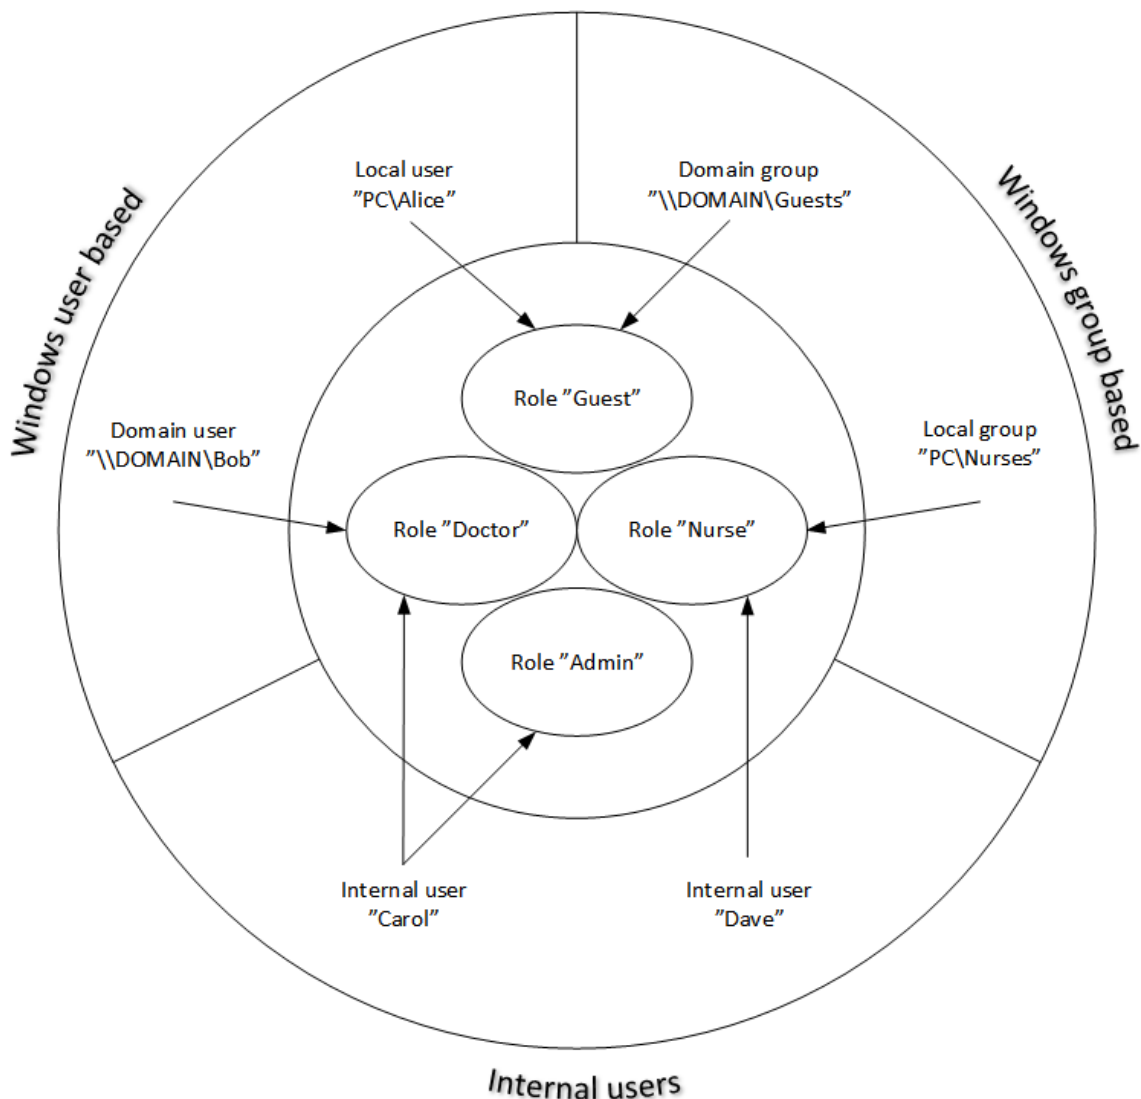 Local user
”PC\Alice”
Domain group
”\\DOMAIN\Guests”
Windows user based
Windows group based
Role ”Guest”
Domain user
”\\DOMAIN\Bob”
Local group
”PC\Nurses”
Role ”Doctor”
Role ”Nurse”
Role ”Admin”
Internal user
”Carol”
Internal user
”Dave”
Internal users